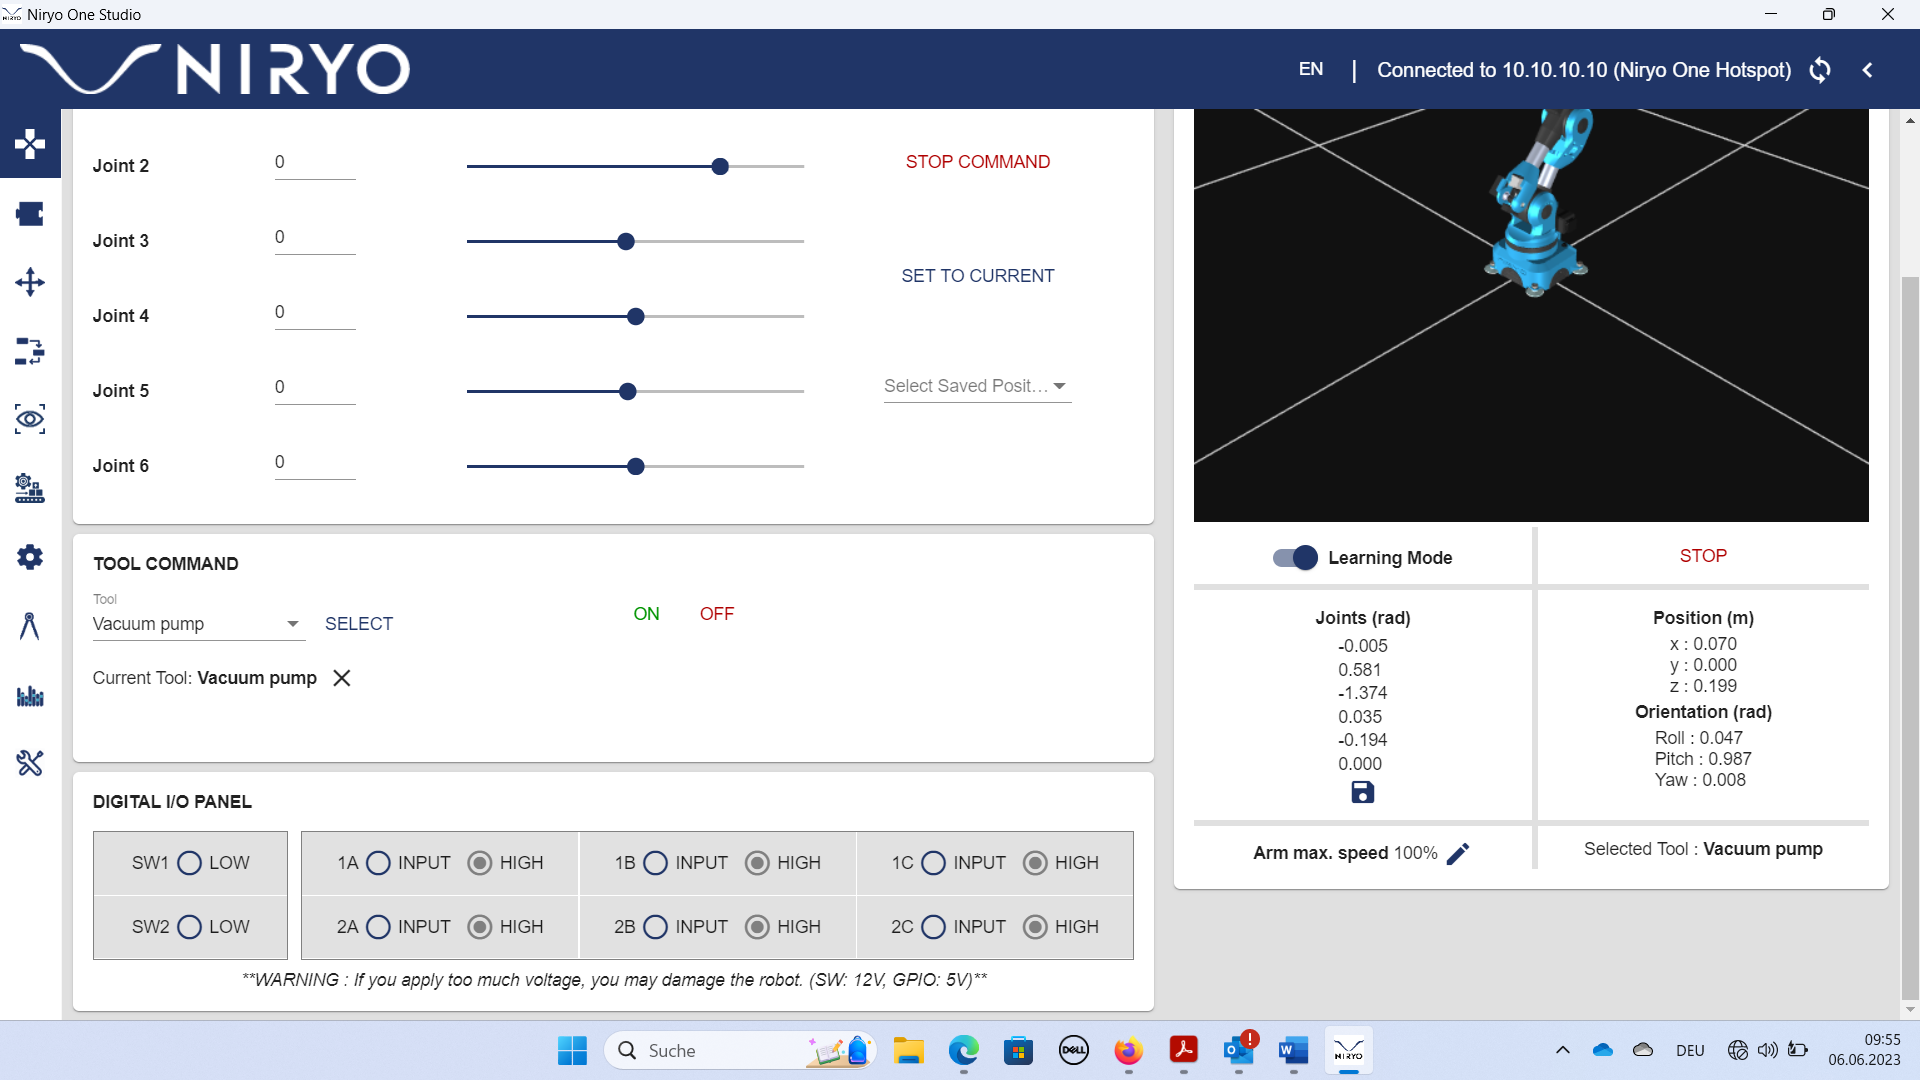 Niryo One Studio
NIRYO
EN | Connected to 10.10.10.10 (Niryo One Hotspot)
Joint 2 0 STOP COMMAND
Joint 3 0
SET TO CURRENT
Joint 4 0
Joint 5 0 Select Saved Posit...
Joint 6 0
TOOL COMMAND
Tool
Vacuum pump SELECT ON OFF
Current Tool: Vacuum pump
DIGITAL I/O PANEL
SW1 LOW 1A INPUT HIGH 1B INPUT HIGH 1C INPUT HIGH
SW2 LOW 2A INPUT HIGH 2B INPUT HIGH 2C INPUT HIGH
**WARNING : If you apply too much voltage, you may damage the robot. (SW: 12V, GPIO: 5V)**
Learning Mode STOP
Joints (rad)
-0.005
0.581
-1.374
0.035
-0.194
0.000
Position (m)
x : 0.070
y : 0.000
z : 0.199
Orientation (rad)
Roll : 0.047
Pitch : 0.987
Yaw : 0.008
Arm max. speed 100%
Selected Tool : Vacuum pump
Suche
DELL
NIRYO
DEU
09:55
06.06.2023